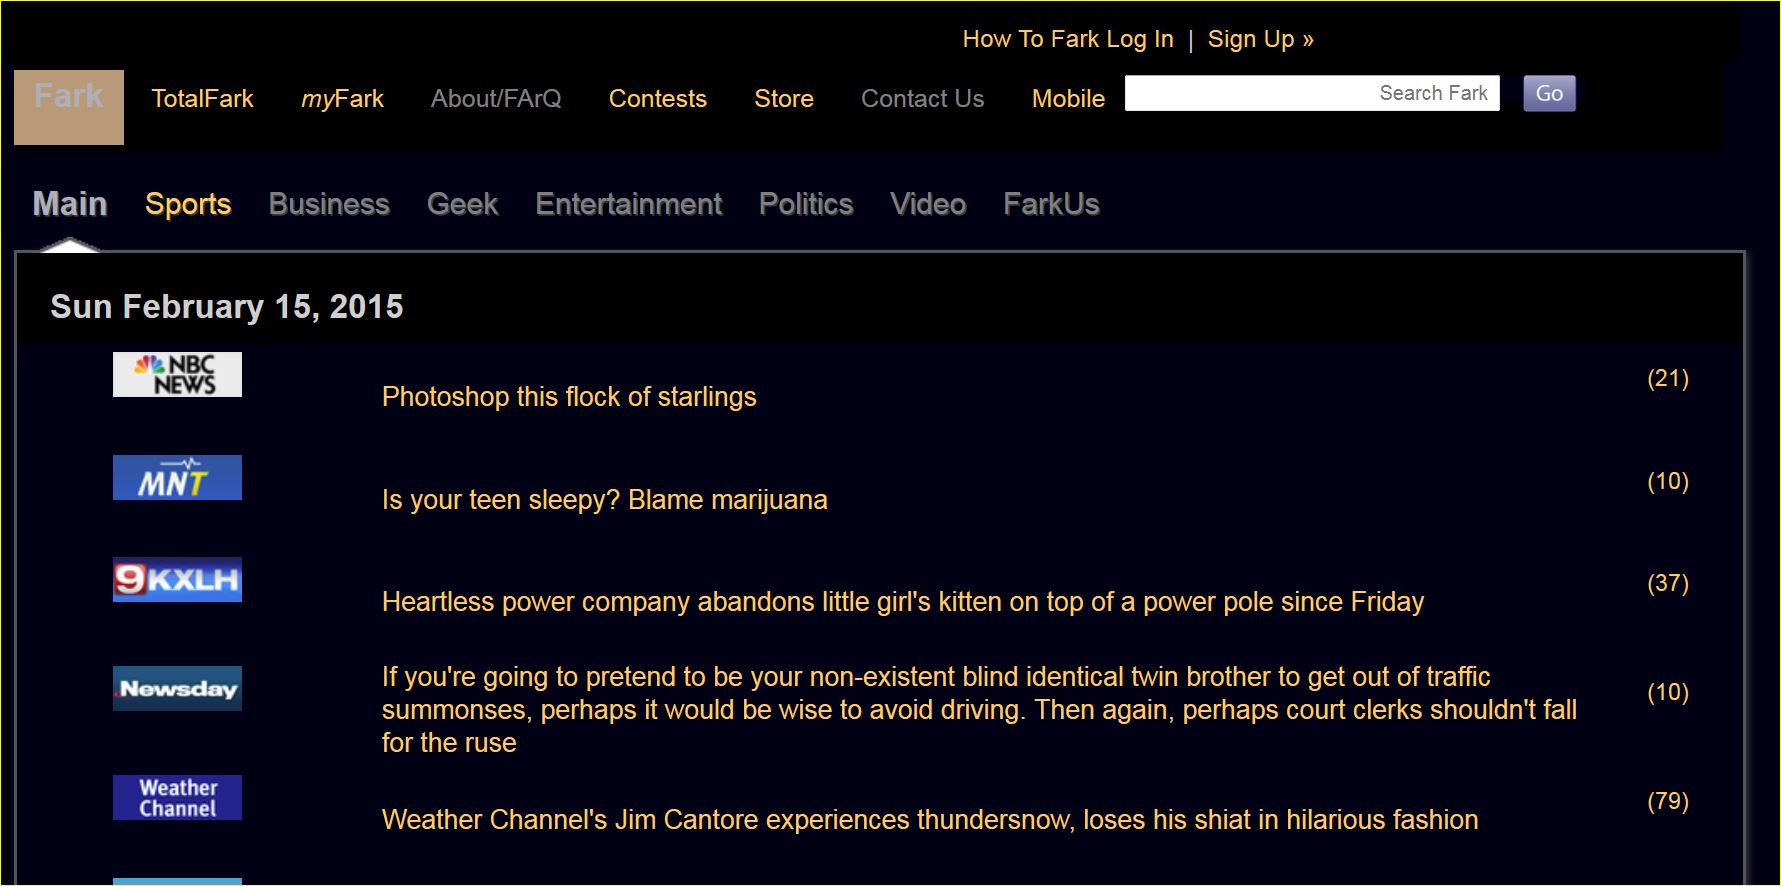 How To Fark Log In | Sign Up »
Fark TotalFark myFark About/FArQ Contests Store Contact Us Mobile Search Fark Go
Main Sports Business Geek Entertainment Politics Video FarkUs
Sun February 15, 2015
NBC
NEWS
Photoshop this flock of starlings (21)
MNT
Is your teen sleepy? Blame marijuana (10)
9KXLH
Heartless power company abandons little girl's kitten on top of a power pole since Friday (37)
Newsday
If you're going to pretend to be your non-existent blind identical twin brother to get out of traffic
summonses, perhaps it would be wise to avoid driving. Then again, perhaps court clerks shouldn't fall
for the ruse
(10)
Weather
Channel
Weather Channel's Jim Cantore experiences thundersnow, loses his shiat in hilarious fashion (79)